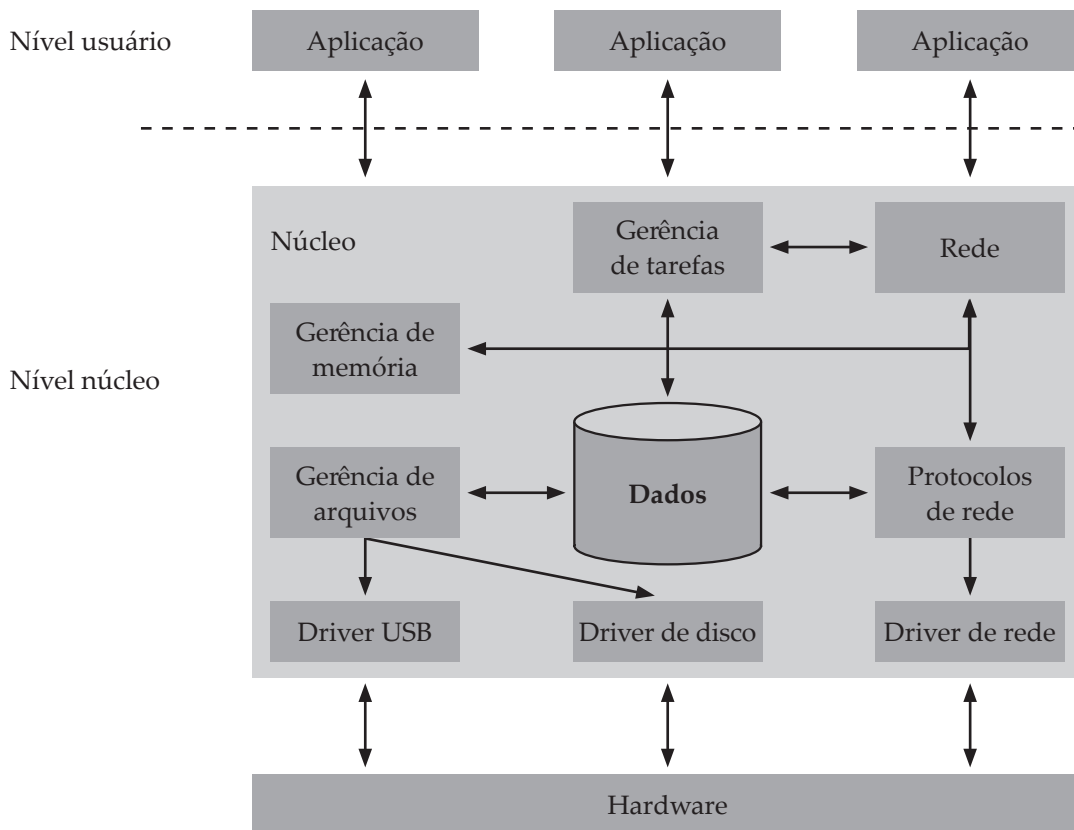 Nível usuário
Aplicação
Aplicação
Aplicação
Núcleo
Gerência
de tarefas
Rede
Gerência de
memória
Nível núcleo
Gerência de
arquivos
Dados
Protocolos
de rede
Driver USB
Driver de disco
Driver de rede
Hardware